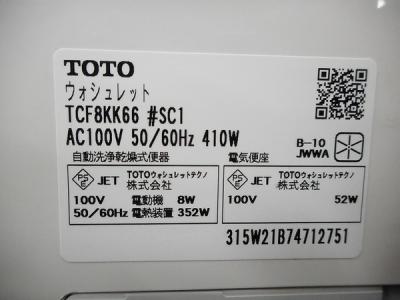 TOTO
ウォシュレット
TCF8KK66 #SC1
AC100V 50/60Hz 410W
B-10
JWWA
自動洗浄乾燥式便器
電気便座
PSE JET TOTOウォシュレットテクノ
株式会社
100V 電動機 8W
50/60Hz 電熱装置 352W
PSE JET TOTOウォシュレットテクノ
株式会社
100V 52W
315W21B74712751